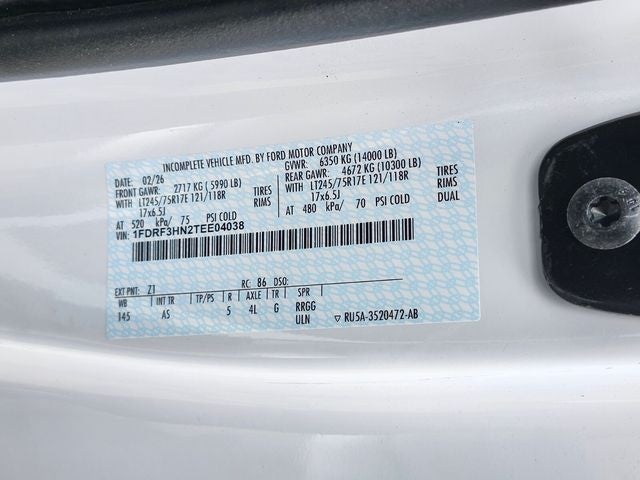 INCOMPLETE VEHICLE MFD. BY FORD MOTOR COMPANY
02/26 GVWR: 6350 KG (14000 LB)
FRONT GAWR: 2717 KG (5990 LB) REAR GAWR: 4672 KG (10300 LB)
WITH LT245/75R17E 121/118R TIRES WITH LT245/75R17E 121/118R TIRES
17x6.5J RIMS 17x6.5J RIMS
AT 520 kPa/ 75 PSI COLD AT 480 kPa/ 70 PSI COLD DUAL
VIN: 1FDRF3HN2TEE04038
EXT PNT: Z1 RC: 86 DSO:
WB INT TR TP/PS R AXLE TR SPR
145 AS 5 4L G RRGG
ULN ▽ RU5A-3520472-AB